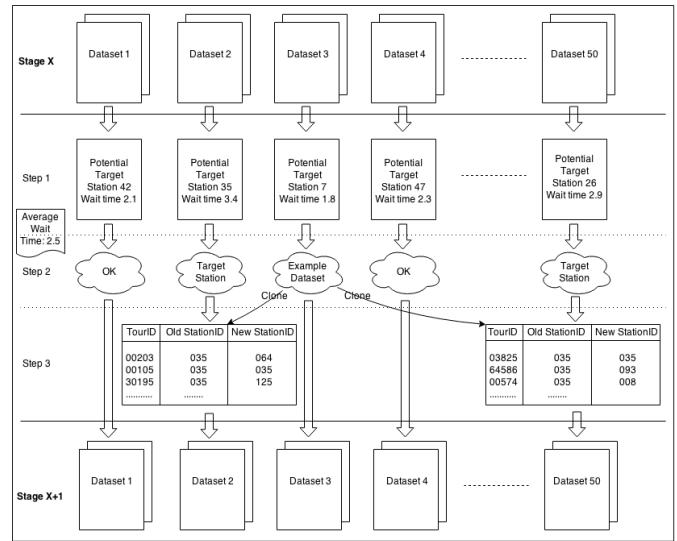 Stage X
Dataset 1
Dataset 2
Dataset 3
Dataset 4
Dataset 50
Step 1
Potential
Target
Station 42
Wait time 2.1
Potential
Target
Station 35
Wait time 3.4
Potential
Target
Station 7
Wait time 1.8
Potential
Target
Station 47
Wait time 2.3
Potential
Target
Station 26
Wait time 2.9
Average
Wait
Time: 2.5
Step 2
OK
Target
Station
Example
Dataset
OK
Target
Station
Clone
Clone
Step 3
TourID Old StationID New StationID
00203 035 064
00105 035 035
30195 035 125
........... ........
TourID Old StationID New StationID
03825 035 035
64586 035 093
00574 035 008
........... ........
Stage X+1
Dataset 1
Dataset 2
Dataset 3
Dataset 4
Dataset 50